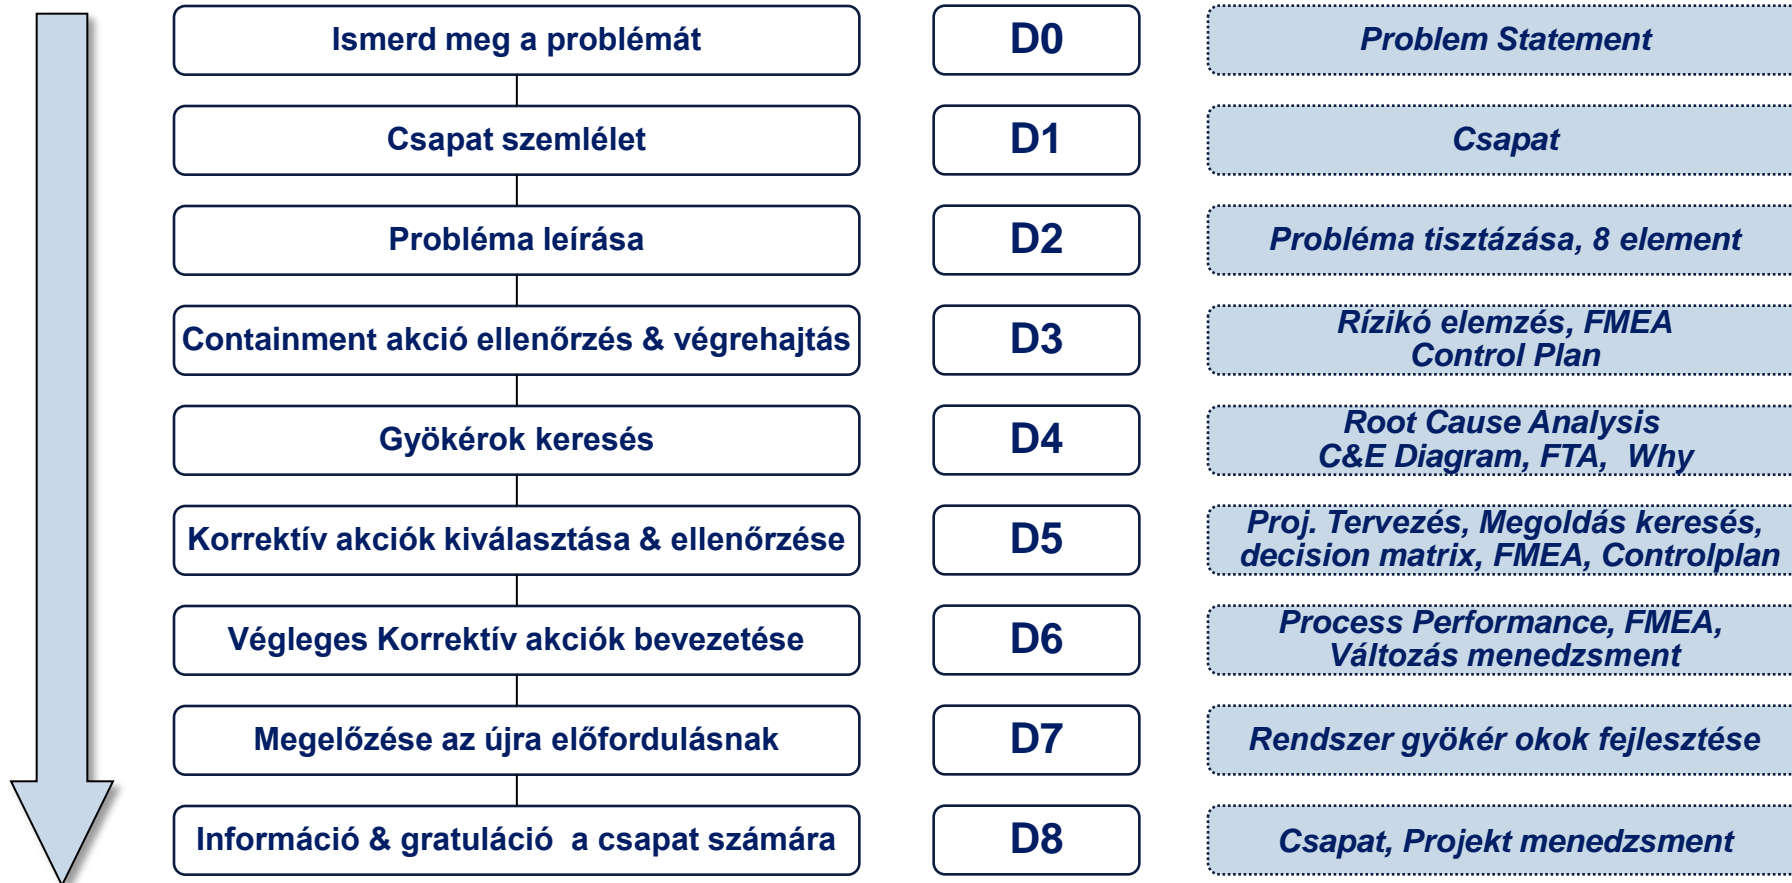 Ismerd meg a problémát
D0
Problem Statement
Csapat szemlélet
D1
Csapat
Probléma leírása
D2
Probléma tisztázása, 8 element
Containment akció ellenőrzés & végrehajtás
D3
Rízikó elemzés, FMEA
Control Plan
Gyökérok keresés
D4
Root Cause Analysis
C&E Diagram, FTA,  Why
Korrektív akciók kiválasztása & ellenőrzése
D5
Proj. Tervezés, Megoldás keresés,
decision matrix, FMEA, Controlplan
Végleges Korrektív akciók bevezetése
D6
Process Performance, FMEA,
Változás menedzsment
Megelőzése az újra előfordulásnak
D7
Rendszer gyökér okok fejlesztése
Információ & gratuláció  a csapat számára
D8
Csapat, Projekt menedzsment